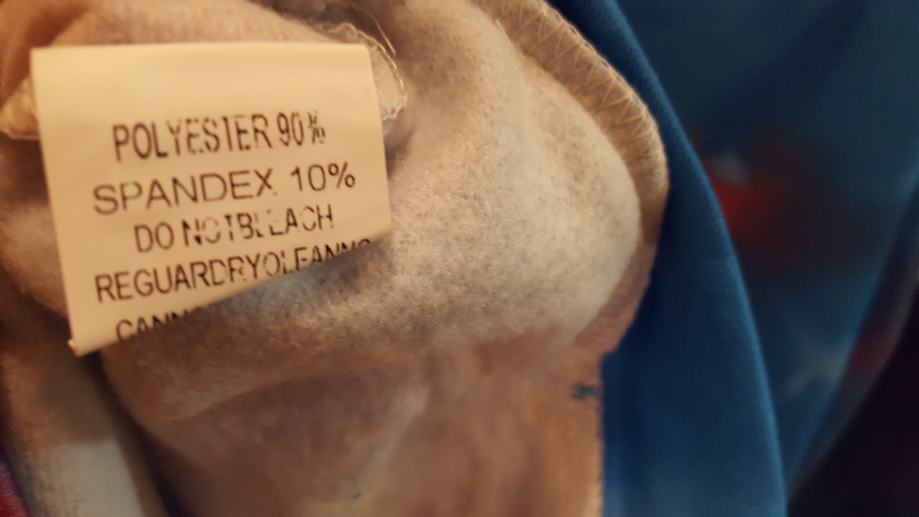 POLYESTER 90%
SPANDEX 10%
DO NOTBLEACH
REGUARDRYOLEANNG